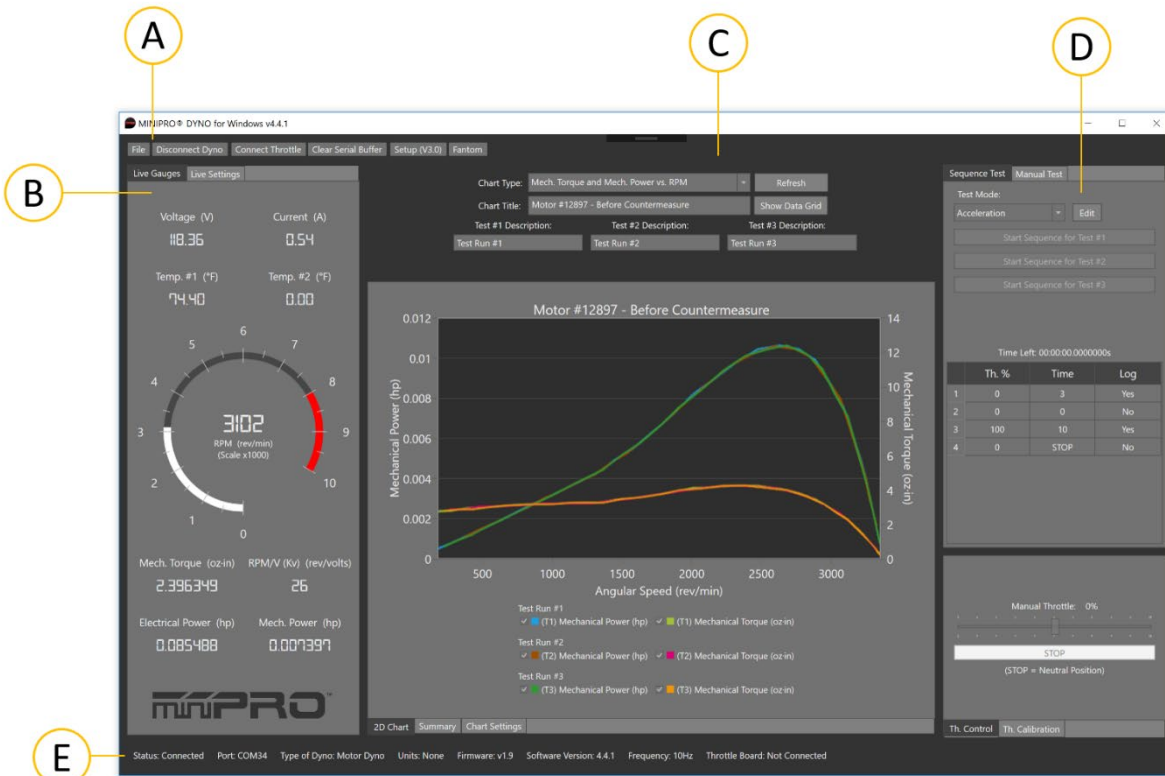 A
C
D
B
E
MINIPRO® DYNO for Windows v4.4.1
File Disconnect Dyno Connect Throttle Clear Serial Buffer Setup (V3.0) Fantom
Live Gauges Live Settings
Voltage (V) Current (A)
118.36 0.54
Temp. #1 (°F) Temp. #2 (°F)
74.40 0.00
0 1 2 3 4 5 6 7 8 9 10
3102
RPM (rev/min)
(Scale x1000)
Mech. Torque (oz·in) RPM/V (Kv) (rev/volts)
2.396349 26
Electrical Power (hp) Mech. Power (hp)
0.085488 0.007397
miniPRO™
Chart Type: Mech. Torque and Mech. Power vs. RPM Refresh
Chart Title: Motor #12897 - Before Countermeasure Show Data Grid
Test #1 Description: Test #2 Description: Test #3 Description:
Test Run #1 Test Run #2 Test Run #3
Motor #12897 - Before Countermeasure
Mechanical Power (hp)
0.012
0.01
0.008
0.006
0.004
0.002
0
Mechanical Torque (oz·in)
14
12
10
8
6
4
2
0
500 1000 1500 2000 2500 3000
Angular Speed (rev/min)
Test Run #1
(T1) Mechanical Power (hp) (T1) Mechanical Torque (oz·in)
Test Run #2
(T2) Mechanical Power (hp) (T2) Mechanical Torque (oz·in)
Test Run #3
(T3) Mechanical Power (hp) (T3) Mechanical Torque (oz·in)
2D Chart Summary Chart Settings
Sequence Test Manual Test
Test Mode:
Acceleration Edit
Start Sequence for Test #1
Start Sequence for Test #2
Start Sequence for Test #3
Time Left: 00:00:00.0000000s
Th. % Time Log
1 0 3 Yes
2 0 0 No
3 100 10 Yes
4 0 STOP No
Manual Throttle: 0%
STOP
(STOP = Neutral Position)
Th. Control Th. Calibration
Status: Connected Port: COM34 Type of Dyno: Motor Dyno Units: None Firmware: v1.9 Software Version: 4.4.1 Frequency: 10Hz Throttle Board: Not Connected